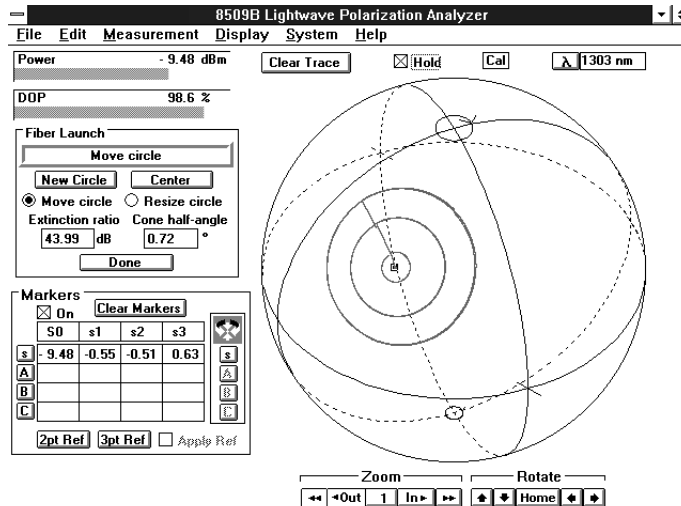 8509B Lightwave Polarization Analyzer
File Edit Measurement Display System Help
Power - 9.48 dBm
Clear Trace Hold Cal λ 1303 nm
DOP 98.6 %
Fiber Launch
Move circle
New Circle Center
Move circle Resize circle
Extinction ratio Cone half-angle
43.99 dB 0.72 °
Done
Markers
On Clear Markers
S0 s1 s2 s3
s - 9.48 -0.55 -0.51 0.63 s
A A
B B
C C
2pt Ref 3pt Ref Apply Ref
Zoom Rotate
Out 1 In Home